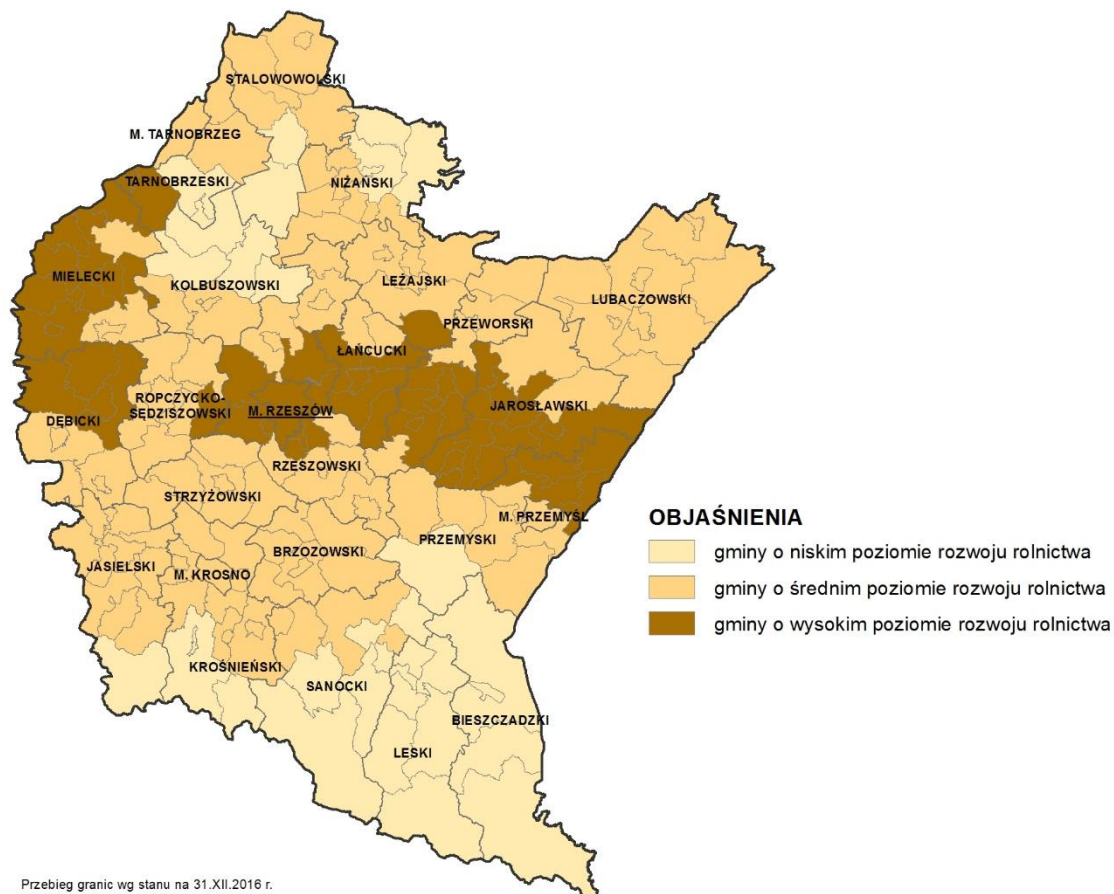 STALOWOWOLSKI
M. TARNOBRZEG
TARNOBRZESKI
NIŻAŃSKI
MIELECKI
KOLBUSZOWSKI
LEŻAJSKI
LUBACZOWSKI
PRZEWORSKI
ŁAŃCUCKI
ROPCZYCKO-
SĘDZISZOWSKI
M. RZESZÓW
JAROSŁAWSKI
DĘBICKI
RZESZOWSKI
STRZYŻOWSKI
M. PRZEMYŚL
PRZEMYSKI
BRZOZOWSKI
JASIELSKI
M. KROSNO
KROŚNIEŃSKI
SANOCKI
BIESZCZADZKI
LESKI
OBJAŚNIENIA
gminy o niskim poziomie rozwoju rolnictwa
gminy o średnim poziomie rozwoju rolnictwa
gminy o wysokim poziomie rozwoju rolnictwa
Przebieg granic wg stanu na 31.XII.2016 r.